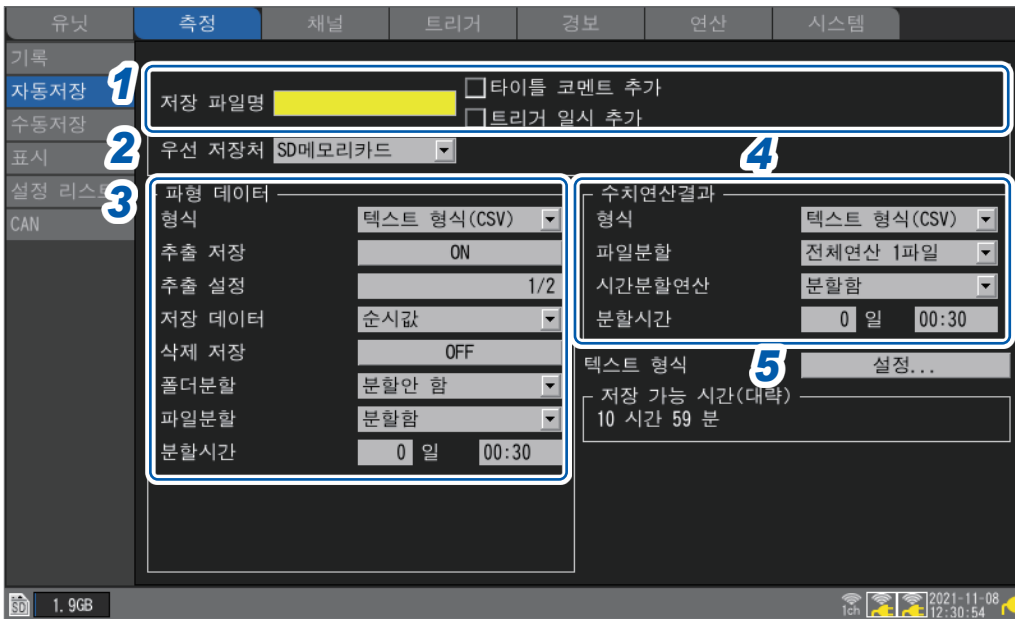 유닛 측정 채널 트리거 경보 연산 시스템
기록
자동저장
수동저장
표시
설정 리스트
CAN
1
저장 파일명
타이틀 코멘트 추가
트리거 일시 추가
2
우선 저장처 SD메모리카드
3
파형 데이터
형식 텍스트 형식(CSV)
추출 저장 ON
추출 설정 1/2
저장 데이터 순시값
삭제 저장 OFF
폴더분할 분할안 함
파일분할 분할함
분할시간 0 일 00:30
4
수치연산결과
형식 텍스트 형식(CSV)
파일분할 전체연산 1파일
시간분할연산 분할함
분할시간 0 일 00:30
5
텍스트 형식 설정...
저장 가능 시간(대략)
10 시간 59 분
SD 1.9GB
1ch
2021-11-08
12:30:54